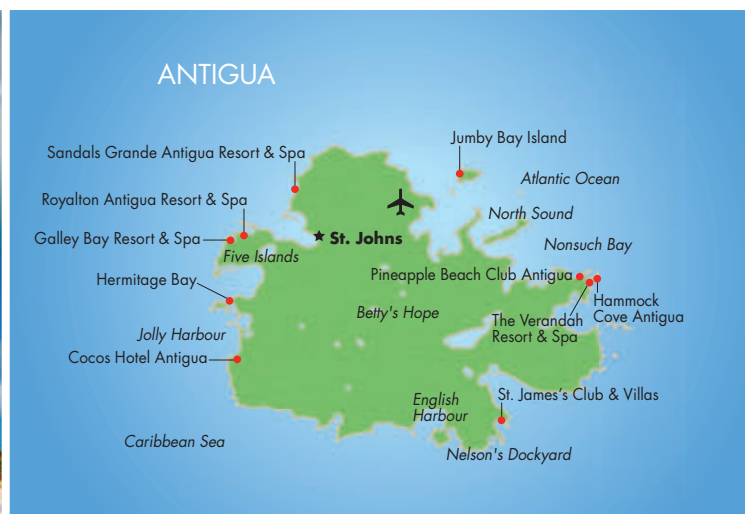 ANTIGUA
Jumby Bay Island
Sandals Grande Antigua Resort & Spa
Atlantic Ocean
Royalton Antigua Resort & Spa
North Sound
St. Johns
Galley Bay Resort & Spa
Nonsuch Bay
Five Islands
Pineapple Beach Club Antigua
Hermitage Bay
Hammock
Cove Antigua
Betty's Hope
The Verandah
Resort & Spa
Jolly Harbour
Cocos Hotel Antigua
St. James's Club & Villas
English
Harbour
Caribbean Sea
Nelson's Dockyard